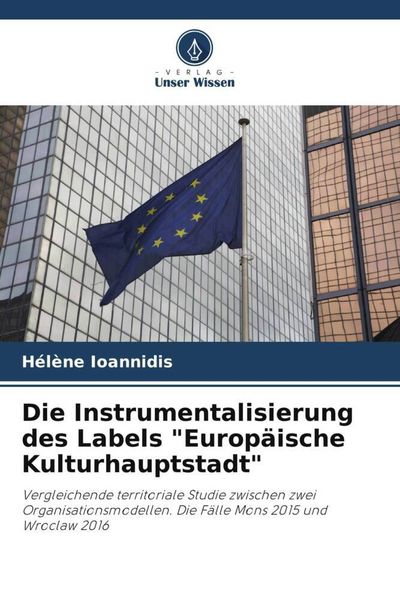 - VERLAG -
Unser Wissen
Hélène Ioannidis
Die Instrumentalisierung
des Labels "Europäische
Kulturhauptstadt"
Vergleichende territoriale Studie zwischen zwei
Organisationsmodellen. Die Fälle Mons 2015 und
Wroclaw 2016